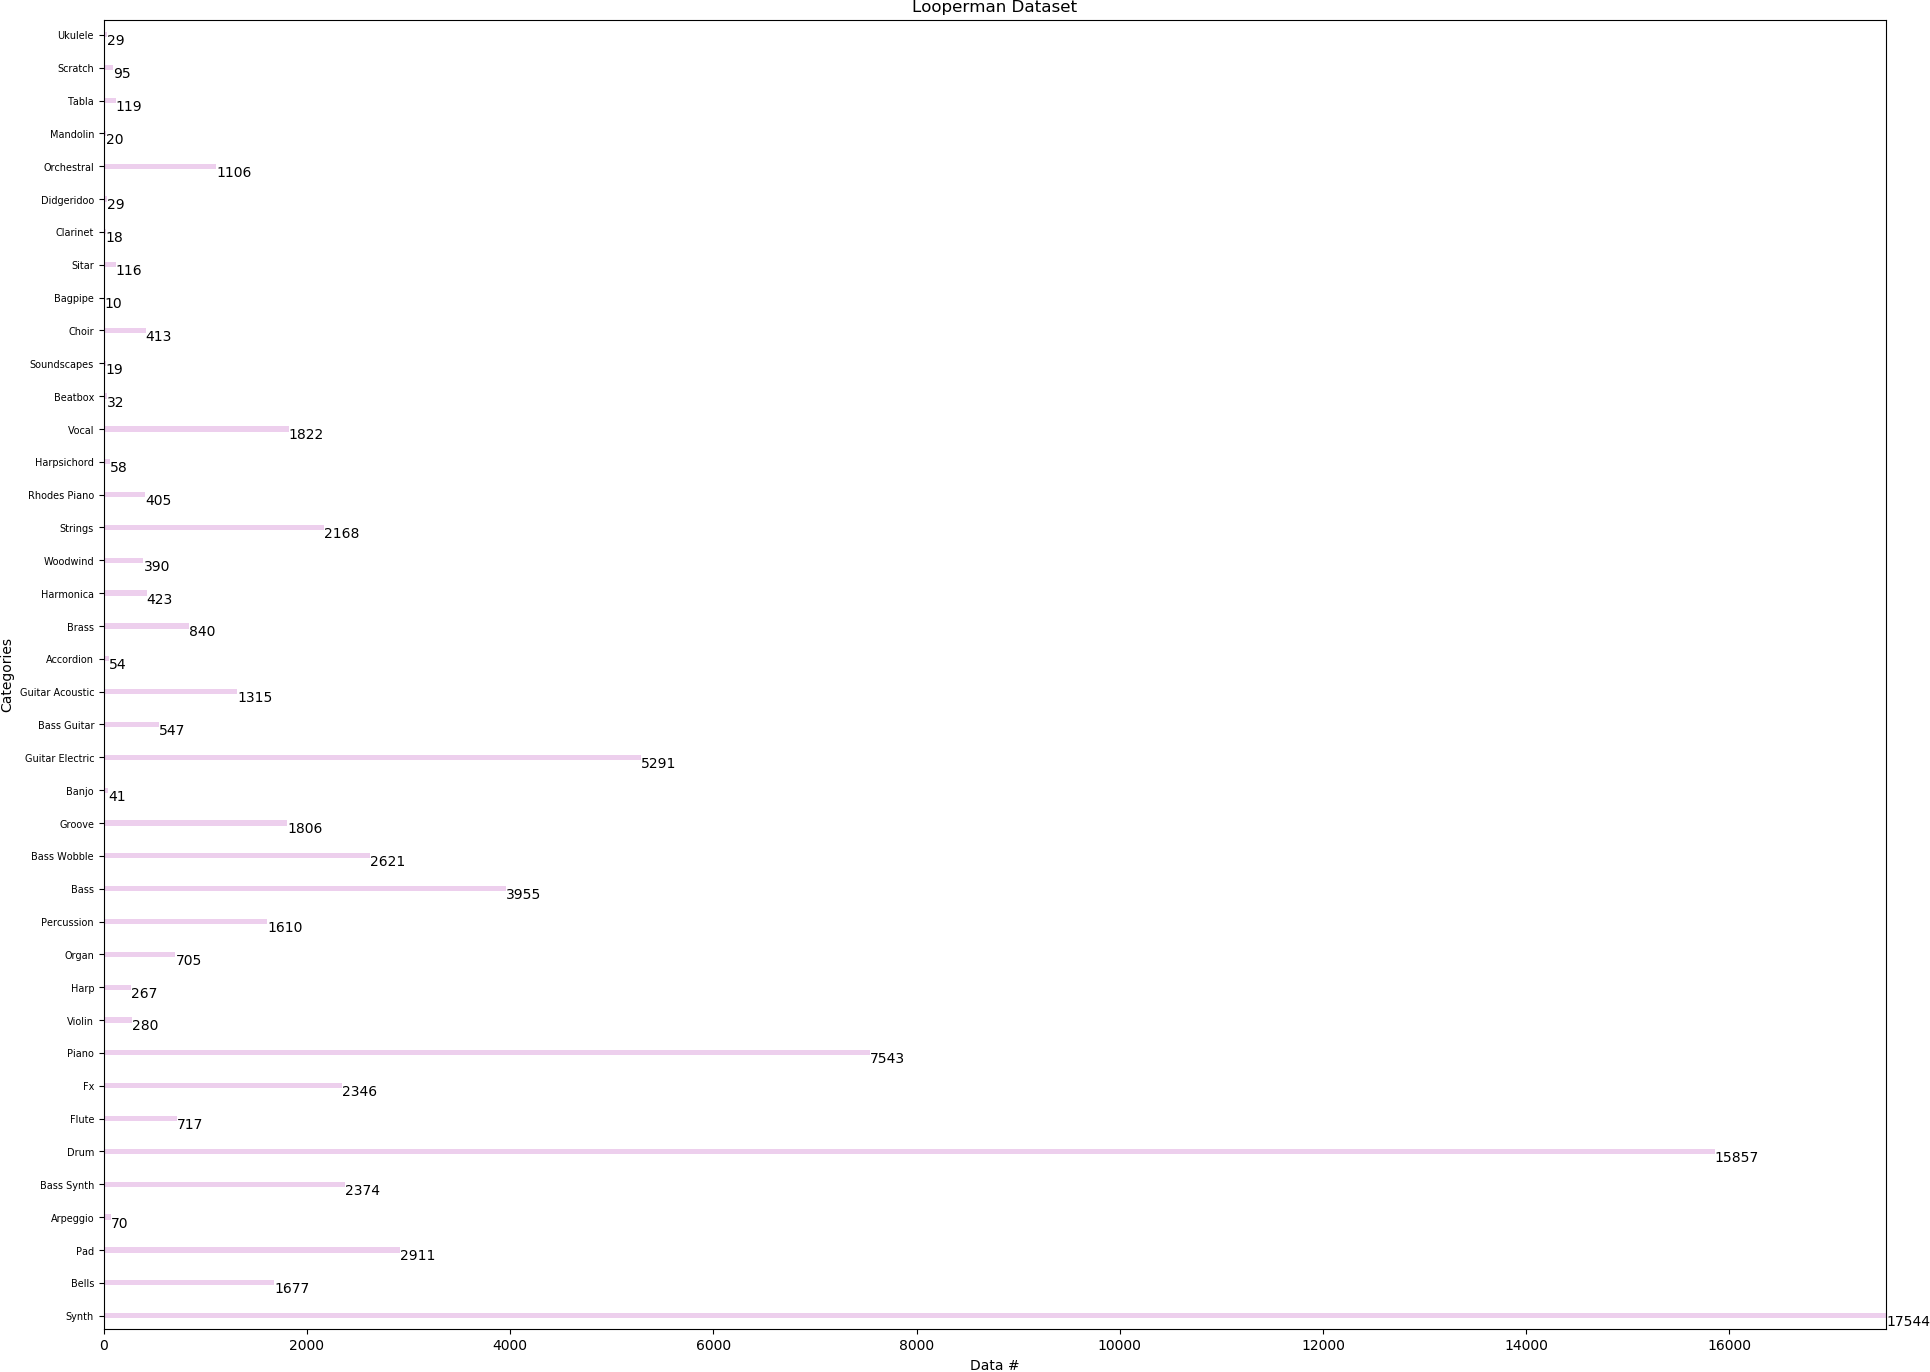 Looperman Dataset
Ukulele 29
Scratch 95
Tabla 119
Mandolin 20
Orchestral 1106
Didgeridoo 29
Clarinet 18
Sitar 116
Bagpipe 10
Choir 413
Soundscapes 19
Beatbox 32
Vocal 1822
Harpsichord 58
Rhodes Piano 405
Strings 2168
Woodwind 390
Harmonica 423
Brass 840
Accordion 54
Guitar Acoustic 1315
Bass Guitar 547
Guitar Electric 5291
Banjo 41
Groove 1806
Bass Wobble 2621
Bass 3955
Percussion 1610
Organ 705
Harp 267
Violin 280
Piano 7543
Fx 2346
Flute 717
Drum 15857
Bass Synth 2374
Arpeggio 70
Pad 2911
Bells 1677
Synth 17544
Categories
0 2000 4000 6000 8000 10000 12000 14000 16000
Data #